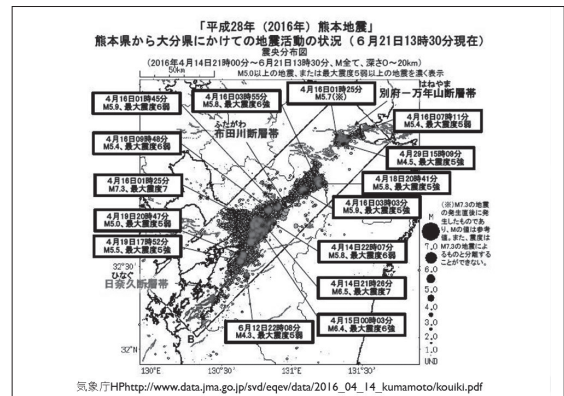 「平成28年(2016年)熊本地震」
熊本県から大分県にかけての地震活動の状況(6月21日13時30分現在)
震央分布図
(2016年4月14日21時00分~6月21日13時30分、M全て、深さ0~20km)
M5.0以上の地震、または最大震度5弱以上の地震を濃く表示
50km
4月16日01時45分
M5.9、最大震度6弱
4月16日03時55分
M5.8、最大震度6強
4月16日01時25分
M5.7(※)
はねやま
別府-万年山断層帯
4月16日07時11分
M5.4、最大震度5弱
ふたがわ
布田川断層帯
4月16日09時48分
M5.4、最大震度6弱
4月29日15時09分
M4.5、最大震度5強
4月16日01時25分
M7.3、最大震度7
4月18日20時41分
M5.8、最大震度5強
4月16日03時03分
M5.9、最大震度5強
4月19日20時47分
M5.0、最大震度5弱
4月19日17時52分
M5.5、最大震度5強
4月14日22時07分
M5.8、最大震度6弱
(※)M7.3の地震
の発生直後に発
生したものであ
り、Mの値は参考
値。また、震度は
M7.3の地震によ
るものと分離する
ことができない。
32°30'
ひなぐ
日奈久断層帯
4月14日21時26分
M6.5、最大震度7
4月15日00時03分
M6.4、最大震度6強
6月12日22時08分
M4.3、最大震度5弱
B
32°N
M
7.0
6.0
5.0
4.0
3.0
2.0
1.0
UND
130°E
130°30'
131°E
131°30'
気象庁HPhttp://www.data.jma.go.jp/svd/eqev/data/2016_04_14_kumamoto/kouiki.pdf